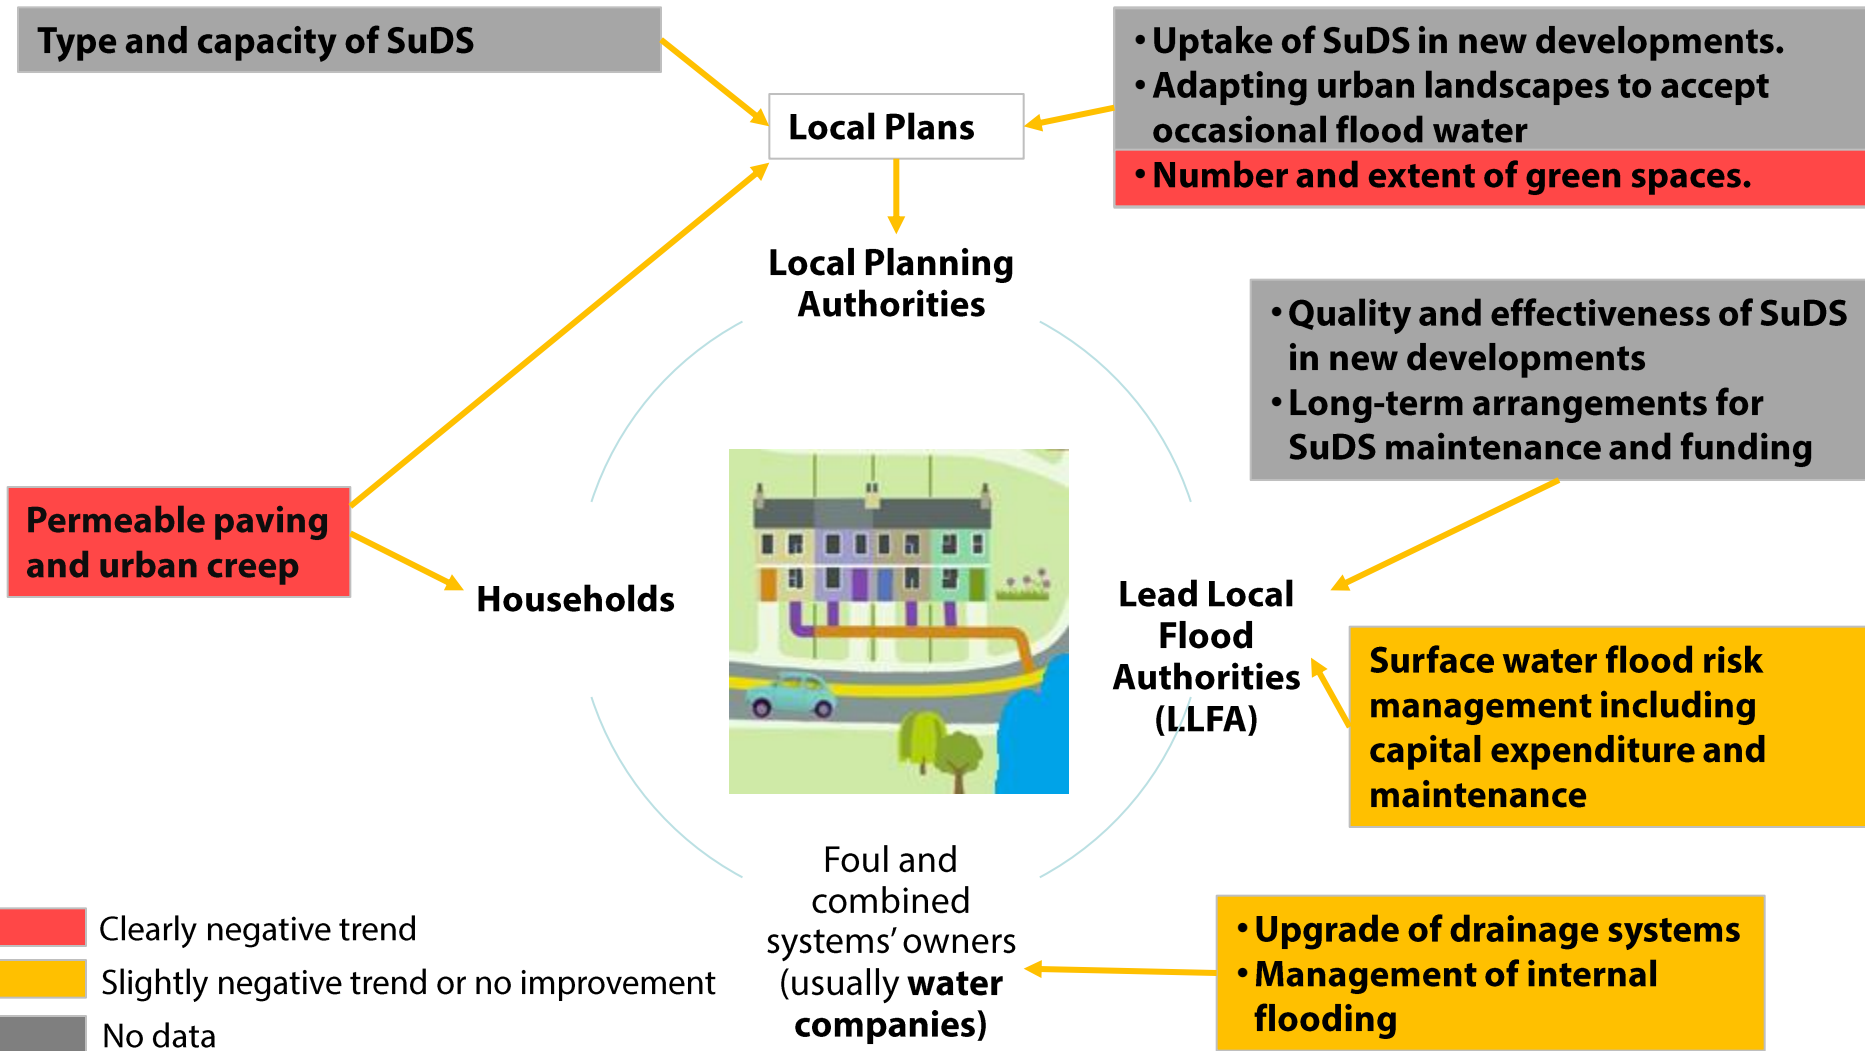 Type and capacity of SuDS
• Uptake of SuDS in new developments.
• Adapting urban landscapes to accept
occasional flood water
• Number and extent of green spaces.
Local Plans
Local Planning
Authorities
• Quality and effectiveness of SuDS
in new developments
• Long-term arrangements for
SuDS maintenance and funding
Permeable paving
and urban creep
Households
Lead Local
Flood
Authorities
(LLFA)
Surface water flood risk
management including
capital expenditure and
maintenance
Foul and
combined
systems’ owners
(usually water
companies)
• Upgrade of drainage systems
• Management of internal
flooding
Clearly negative trend
Slightly negative trend or no improvement
No data